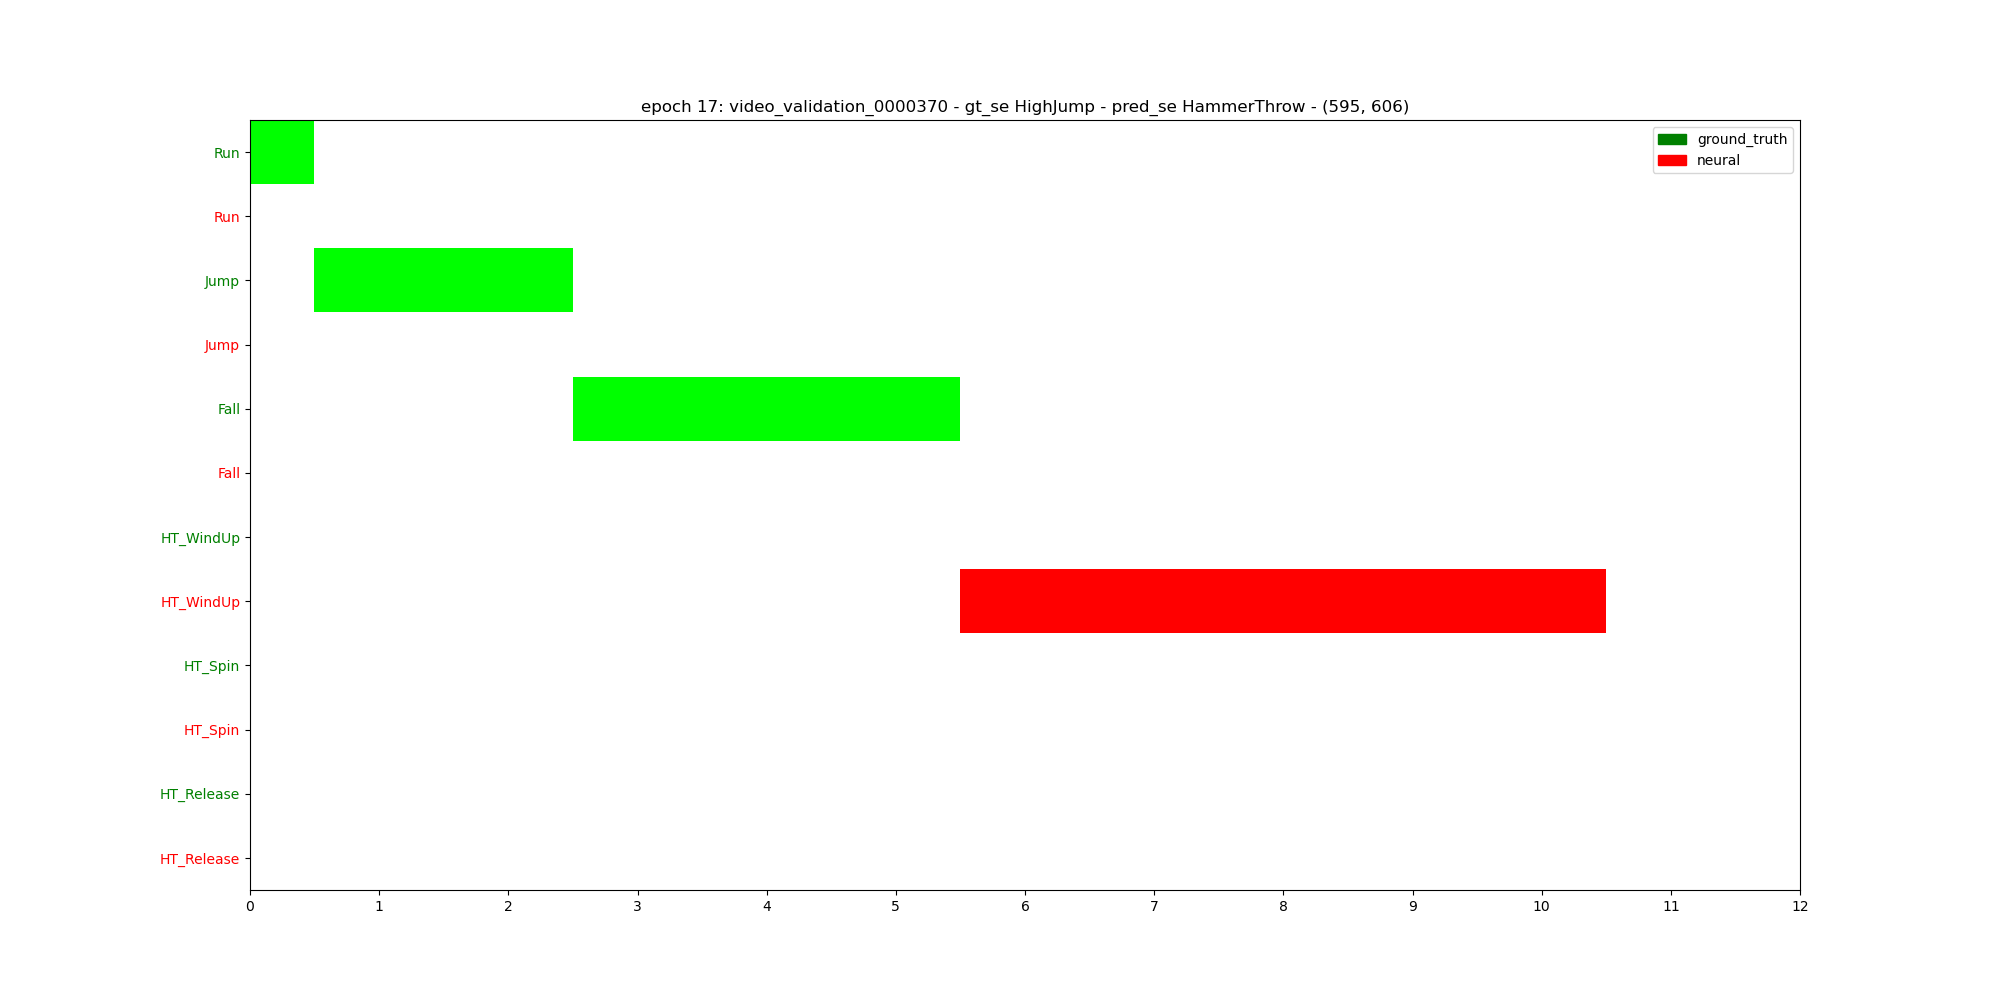 epoch 17: video_validation_0000370 - gt_se HighJump - pred_se HammerThrow - (595, 606)
ground_truth
neural
Run
Run
Jump
Jump
Fall
Fall
HT_WindUp
HT_WindUp
HT_Spin
HT_Spin
HT_Release
HT_Release
0 1 2 3 4 5 6 7 8 9 10 11 12